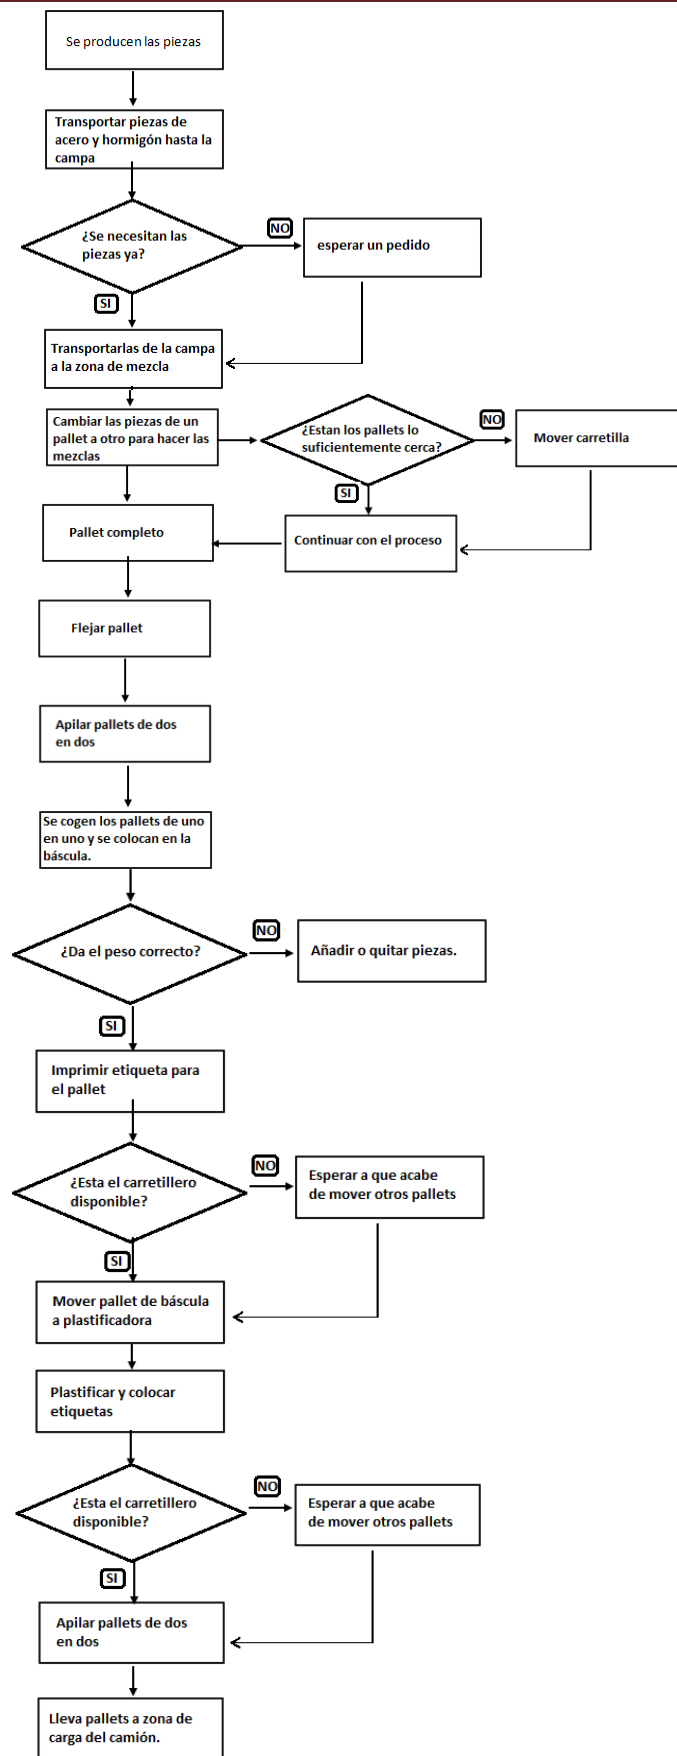 Se producen las piezas
Transportar piezas de
acero y hormigón hasta la
campa
¿Se necesitan las
piezas ya?
NO
esperar un pedido
SI
Transportarlas de la campa
a la zona de mezcla
Cambiar las piezas de un
pallet a otro para hacer las
mezclas
¿Estan los pallets lo
suficientemente cerca?
NO
Mover carretilla
SI
Continuar con el proceso
Pallet completo
Flejar pallet
Apilar pallets de dos
en dos
Se cogen los pallets de uno
en uno y se colocan en la
báscula.
¿Da el peso correcto?
NO
Añadir o quitar piezas.
SI
Imprimir etiqueta para
el pallet
¿Esta el carretillero
disponible?
NO
Esperar a que acabe
de mover otros pallets
SI
Mover pallet de báscula
a plastificadora
Plastificar y colocar
etiquetas
¿Esta el carretillero
disponible?
NO
Esperar a que acabe
de mover otros pallets
SI
Apilar pallets de dos
en dos
Lleva pallets a zona de
carga del camión.